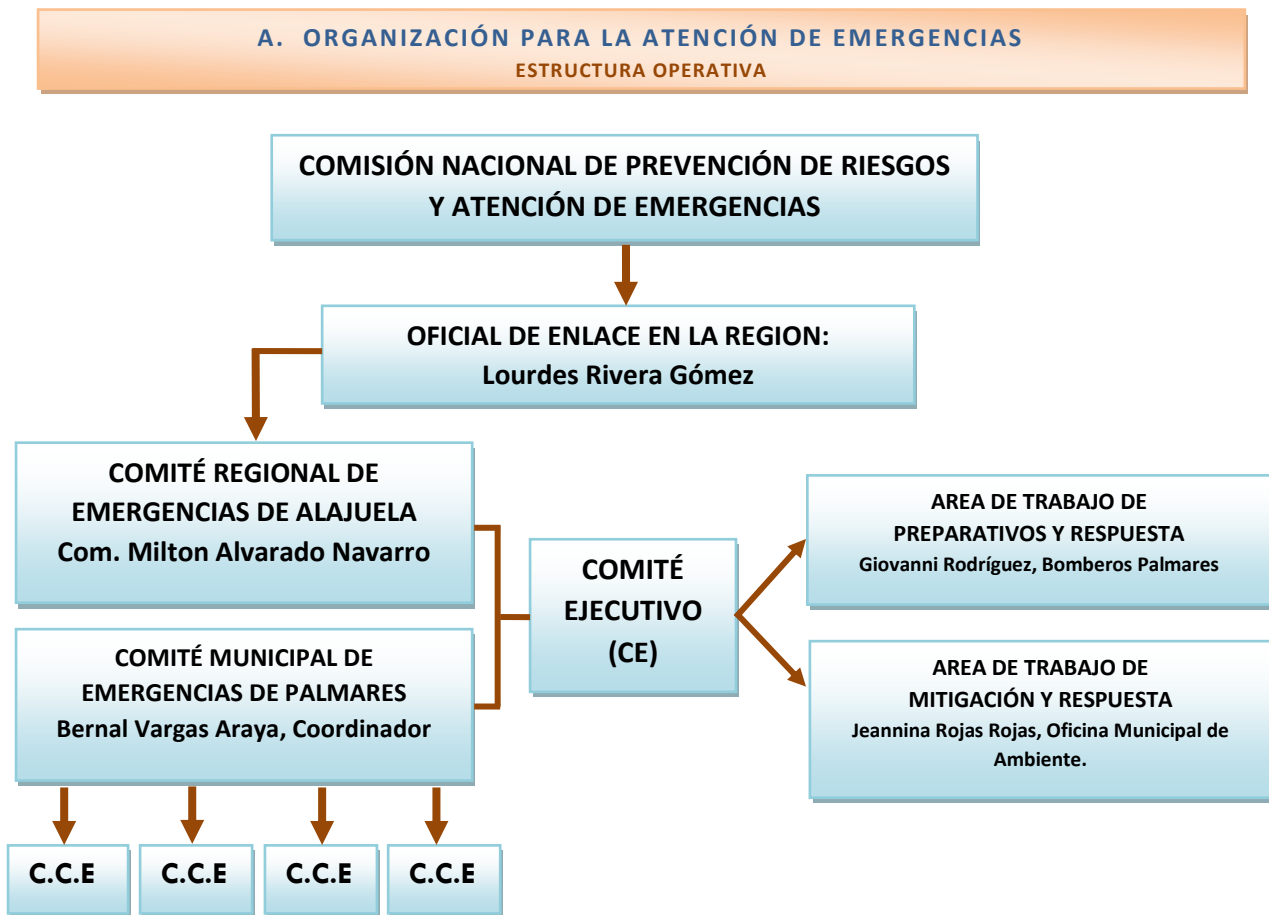 A. ORGANIZACIÓN PARA LA ATENCIÓN DE EMERGENCIAS
ESTRUCTURA OPERATIVA
COMISIÓN NACIONAL DE PREVENCIÓN DE RIESGOS
Y ATENCIÓN DE EMERGENCIAS
OFICIAL DE ENLACE EN LA REGION:
Lourdes Rivera Gómez
COMITÉ REGIONAL DE
EMERGENCIAS DE ALAJUELA
Com. Milton Alvarado Navarro
COMITÉ MUNICIPAL DE
EMERGENCIAS DE PALMARES
Bernal Vargas Araya, Coordinador
COMITÉ
EJECUTIVO
(CE)
AREA DE TRABAJO DE
PREPARATIVOS Y RESPUESTA
Giovanni Rodríguez, Bomberos Palmares
AREA DE TRABAJO DE
MITIGACIÓN Y RESPUESTA
Jeannina Rojas Rojas, Oficina Municipal de
Ambiente.
C.C.E
C.C.E
C.C.E
C.C.E